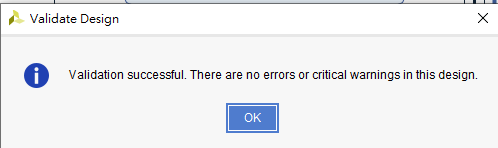 Validate Design
Validation successful. There are no errors or critical warnings in this design.
OK